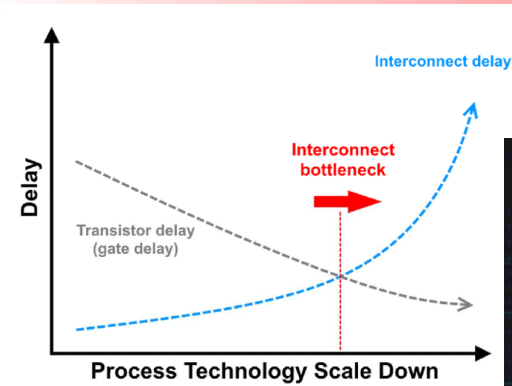 Interconnect delay
Interconnect
bottleneck
Delay
Transistor delay
(gate delay)
Process Technology Scale Down